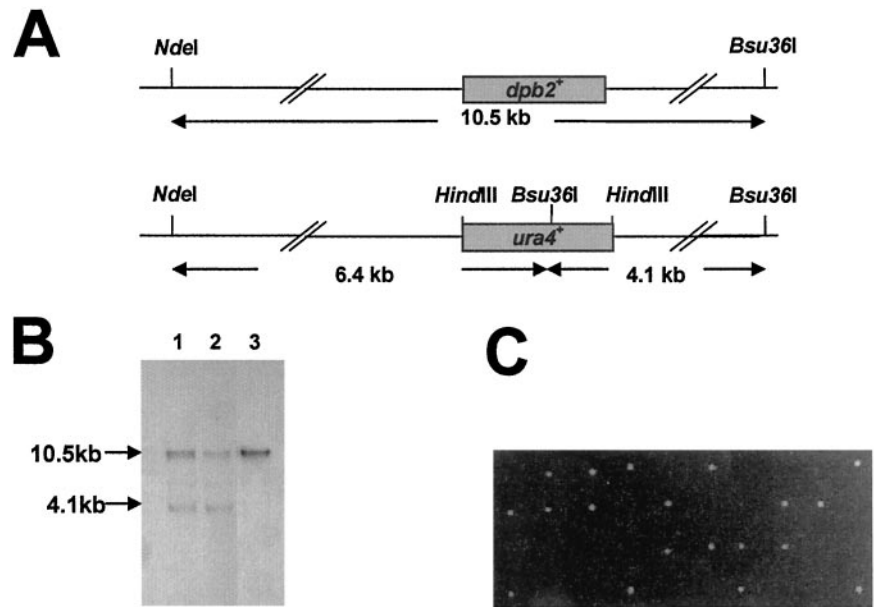 A
NdeI Bsu36I
dpb2+
10.5 kb
NdeI HindIII Bsu36I HindIII Bsu36I
ura4+
6.4 kb 4.1 kb
B
1 2 3
10.5kb
4.1kb
C